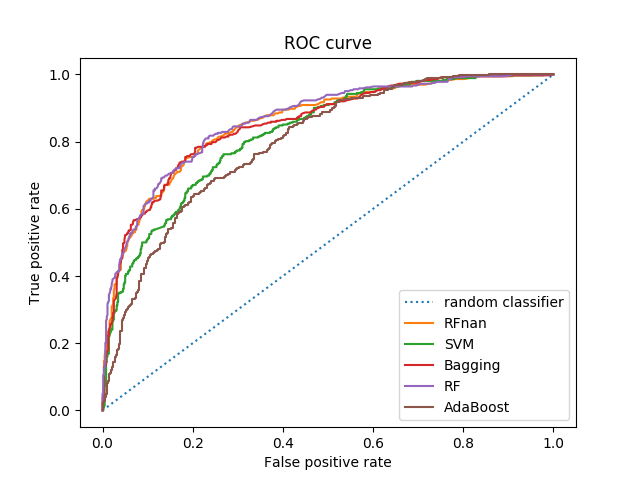 ROC curve
True positive rate
1.0
0.8
0.6
0.4
0.2
0.0
random classifier
RFnan
SVM
Bagging
RF
AdaBoost
0.0 0.2 0.4 0.6 0.8 1.0
False positive rate